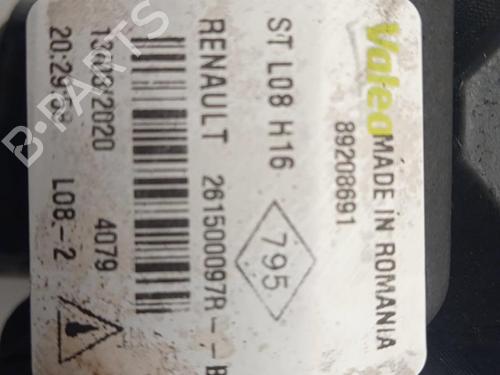 Valeo MADE IN ROMANIA
89208691
ST L08 H16
795
RENAULT 261500097R--B
4079
L08-2
B-PARTS